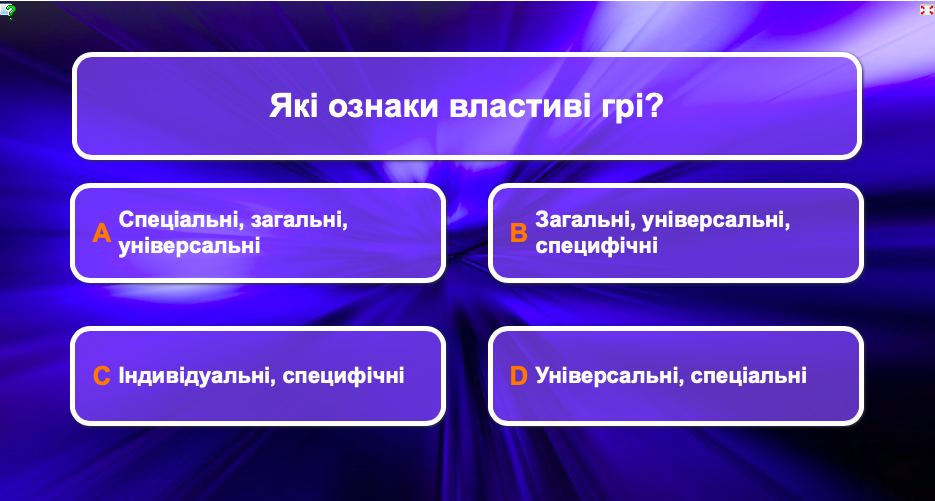 Які ознаки властиві грі?
A Спеціальні, загальні,
універсальні
B Загальні, універсальні,
специфічні
C Індивідуальні, специфічні
D Універсальні, спеціальні